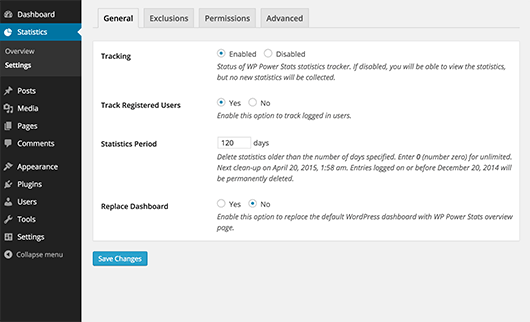 Dashboard
Statistics
Overview
Settings
Posts
Media
Pages
Comments
Appearance
Plugins
Users
Tools
Settings
Collapse menu
General Exclusions Permissions Advanced
Tracking
Enabled Disabled
Status of WP Power Stats statistics tracker. If disabled, you will be able to view the statistics,
but no new statistics will be collected.
Track Registered Users
Yes No
Enable this option to track logged in users.
Statistics Period
120 days
Delete statistics older than the number of days specified. Enter 0 (number zero) for unlimited.
Next clean-up on April 20, 2015, 1:58 am. Entries logged on or before December 20, 2014 will
be permanently deleted.
Replace Dashboard
Yes No
Enable this option to replace the default WordPress dashboard with WP Power Stats overview
page.
Save Changes